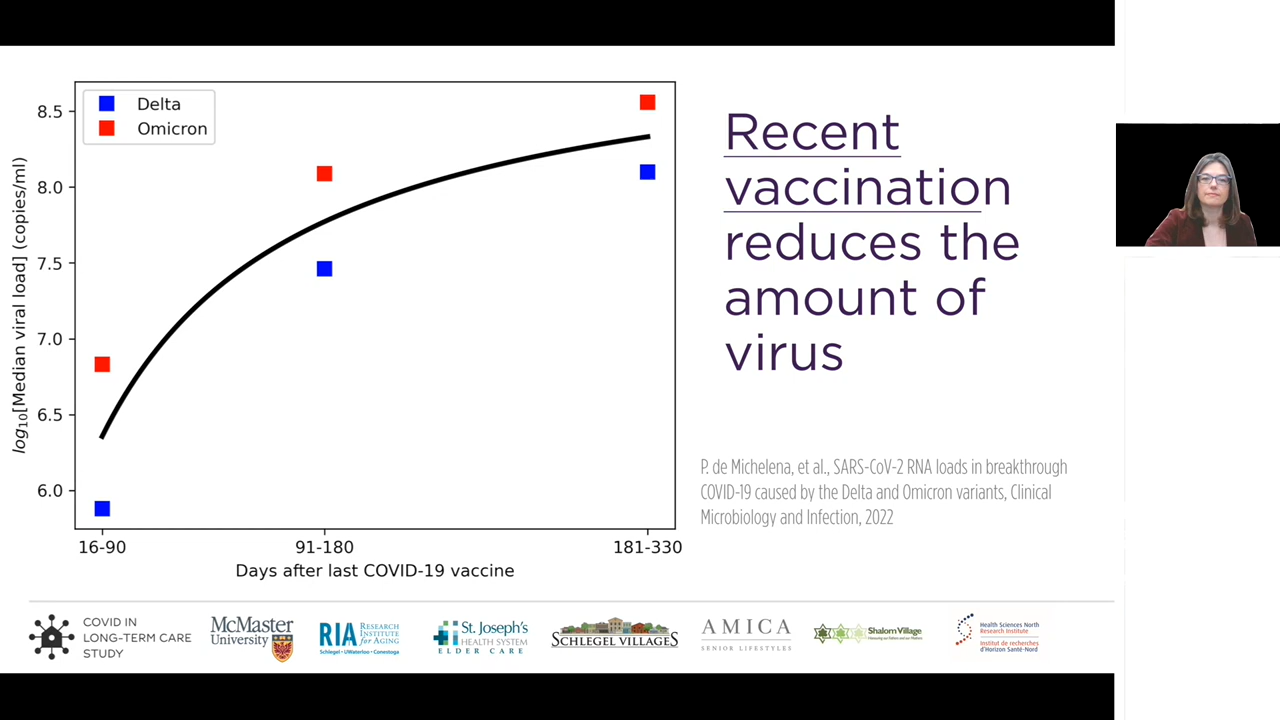 Delta
Omicron
8.5
8.0
7.5
7.0
6.5
6.0
log10[Median viral load] (copies/ml)
16-90
91-180
181-330
Days after last COVID-19 vaccine
Recent
vaccination
reduces the
amount of
virus
P. de Michelena, et al., SARS-CoV-2 RNA loads in breakthrough
COVID-19 caused by the Delta and Omicron variants, Clinical
Microbiology and Infection, 2022
COVID IN
LONG-TERM CARE
STUDY
McMaster
University
RIA
RESEARCH
INSTITUTE
for AGING
Schlegel · UWaterloo · Conestoga
St. Joseph's
HEALTH SYSTEM
ELDER CARE
SCHLEGEL VILLAGES
AMICA
SENIOR LIFESTYLES
Shalom Village
Health Sciences North
Research Institute
Institut de recherches
d'Horizon Santé-Nord